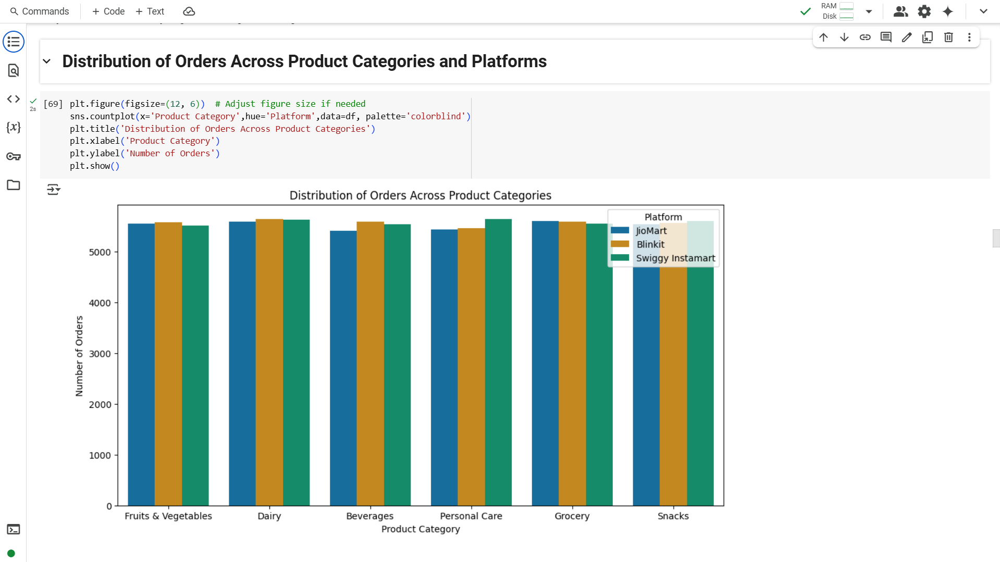 Commands
+ Code
+ Text
RAM
Disk
Distribution of Orders Across Product Categories and Platforms
2s
[69] plt.figure(figsize=(12, 6))  # Adjust figure size if needed
sns.countplot(x='Product Category',hue='Platform',data=df, palette='colorblind')
plt.title('Distribution of Orders Across Product Categories')
plt.xlabel('Product Category')
plt.ylabel('Number of Orders')
plt.show()
Distribution of Orders Across Product Categories
Platform
JioMart
Blinkit
Swiggy Instamart
Number of Orders
5000
4000
3000
2000
1000
0
Fruits & Vegetables
Dairy
Beverages
Personal Care
Grocery
Snacks
Product Category